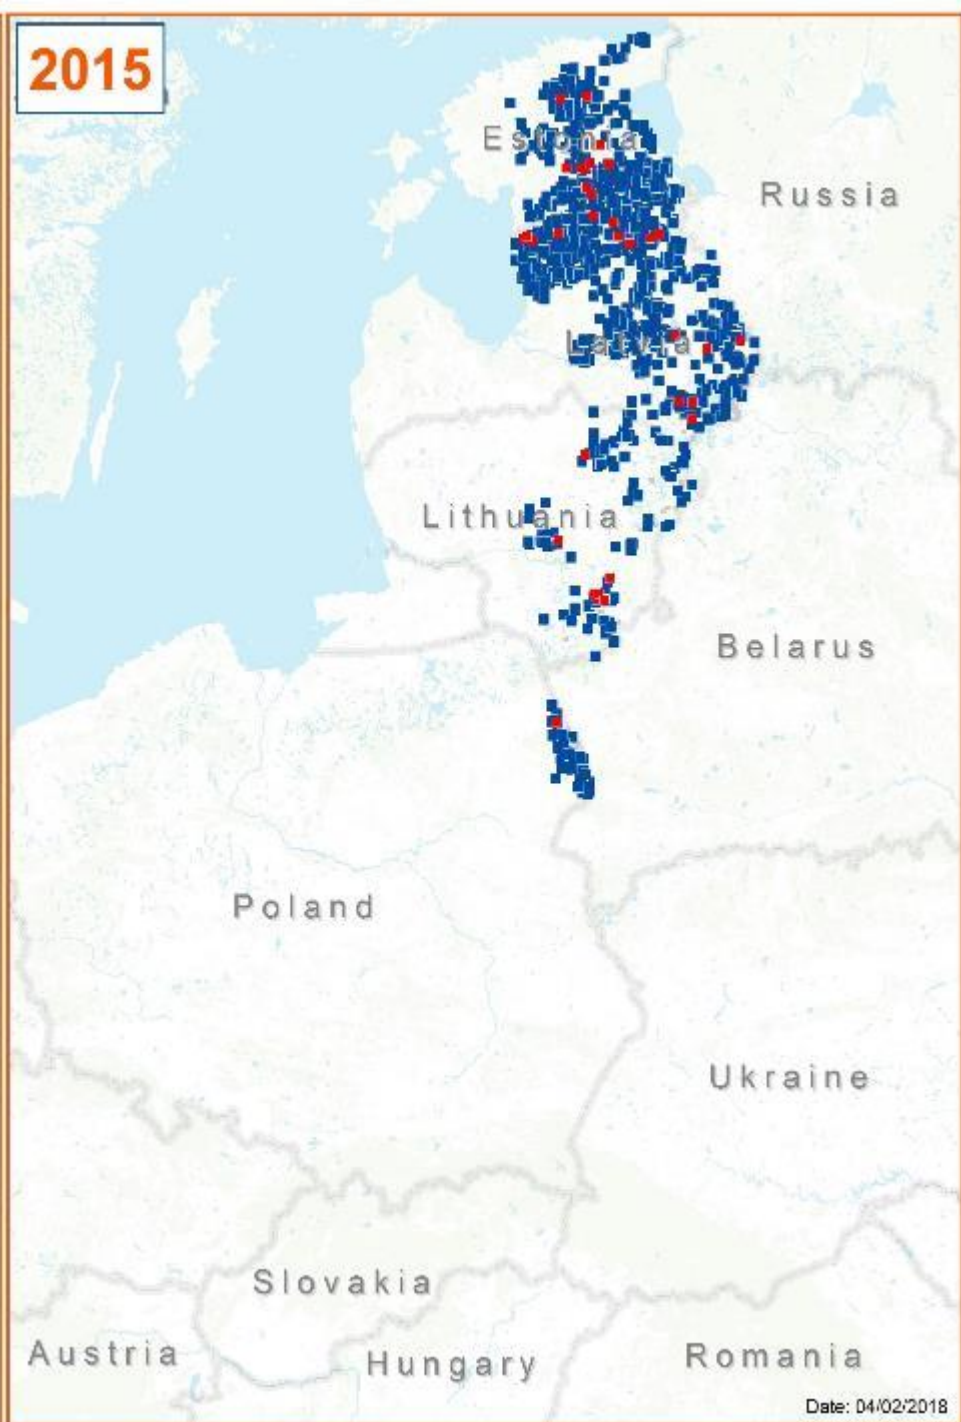 2015
Estonia
Russia
Latvia
Lithuania
Belarus
Poland
Ukraine
Slovakia
Austria
Hungary
Romania
Date: 04/02/2018